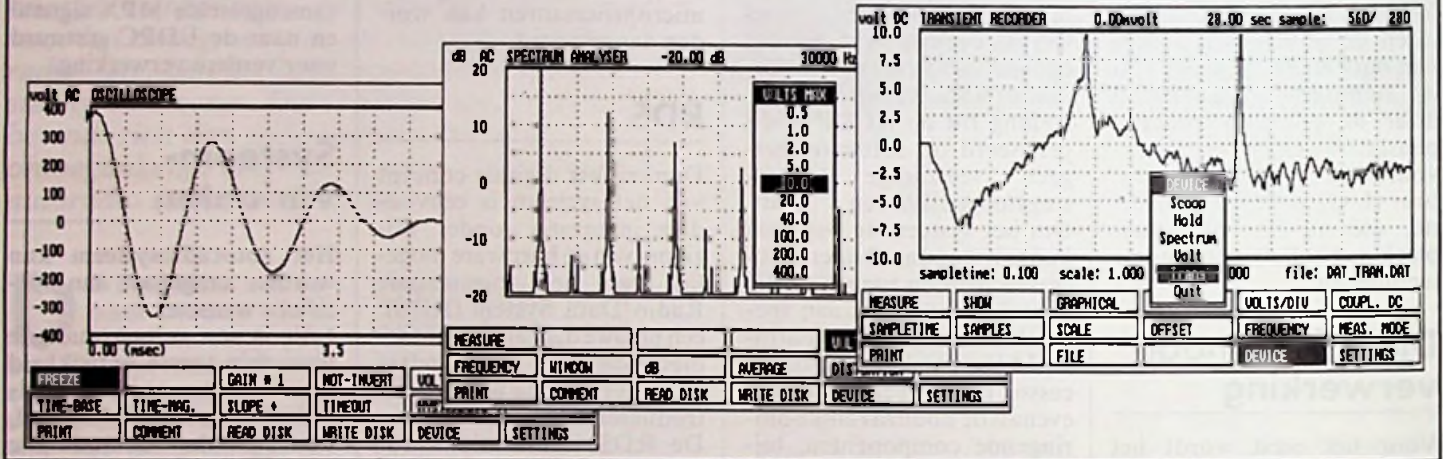 volt AC OSCILLOSCOPE
400
300
200
100
0
-100
-200
-300
-400
0.00 (msec) 3.5
FREEZE GAIN * 1 NOT-INVERT VOL
TIME-BASE TIME-MAG. SLOPE + TIMEOUT
PRINT COMMENT READ DISK WRITE DISK DEVICE SETTINGS
dB AC SPECTRUM ANALYSER -20.00 dB 30000 Hz
20
10
0
-10
-20
VOLTS MAX
0.5
1.0
2.0
5.0
10.0
20.0
40.0
100.0
200.0
400.0
MEASURE
FREQUENCY WINDOW dB AVERAGE
PRINT COMMENT READ DISK WRITE DISK DEVICE SETTINGS
volt DC TRANSIENT RECORDER 0.00mvolt 28.00 sec sample: 560/ 280
10.0
7.5
5.0
2.5
0.0
-2.5
-5.0
-7.5
-10.0
DEVICE
Scoop
Hold
Spectrum
Volt
Trans
Quit
sampletime: 0.100 scale: 1.000 000 file: DAT_TRAM.DAT
MEASURE SHOW GRAPHICAL VOLTS/DIV COUPL. DC
SAMPLETIME SAMPLES SCALE OFFSET FREQUENCY MEAS. MODE
PRINT FILE DEVICE SETTINGS